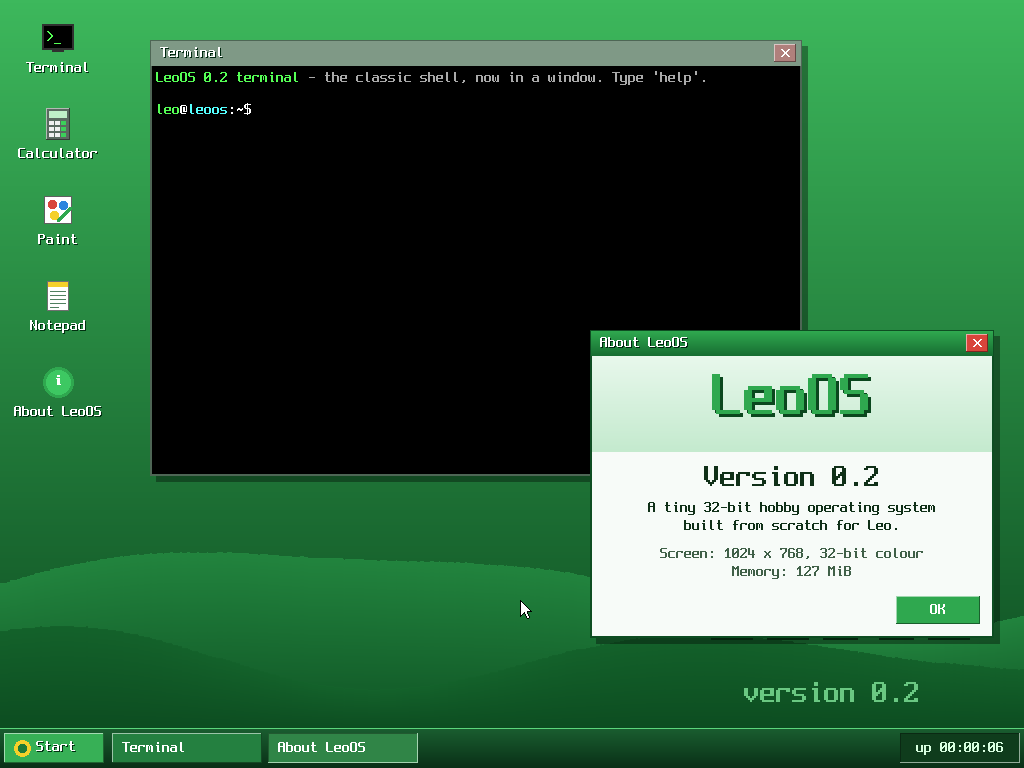 Terminal
Calculator
Paint
Notepad
About LeoOS
Terminal
LeoOS 0.2 terminal - the classic shell, now in a window. Type 'help'.
leo@leoos:~$
About LeoOS
LeoOS
Version 0.2
A tiny 32-bit hobby operating system
built from scratch for Leo.
Screen: 1024 x 768, 32-bit colour
Memory: 127 MiB
OK
version 0.2
Start
Terminal
About LeoOS
up 00:00:06